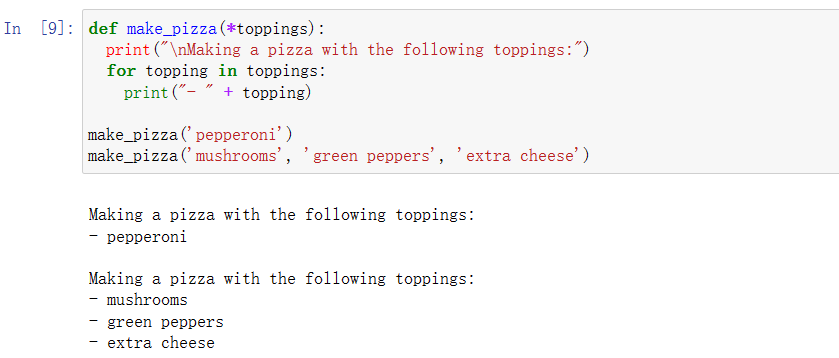 In [9]: def make_pizza(*toppings):
  print("\nMaking a pizza with the following toppings:")
  for topping in toppings:
    print("- " + topping)

make_pizza('pepperoni')
make_pizza('mushrooms', 'green peppers', 'extra cheese')

Making a pizza with the following toppings:
- pepperoni

Making a pizza with the following toppings:
- mushrooms
- green peppers
- extra cheese